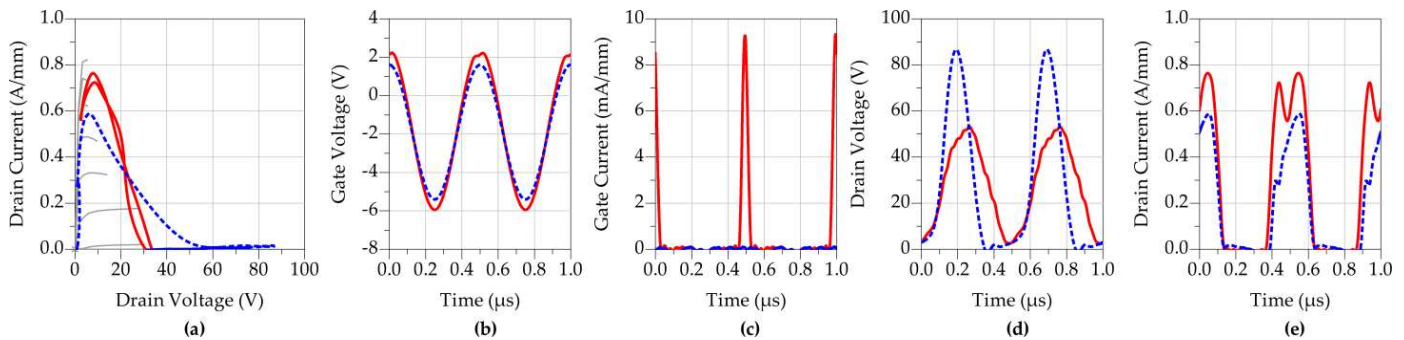 Drain Current (A/mm)
1.0
0.8
0.6
0.4
0.2
0.0
0 20 40 60 80 100
Drain Voltage (V)
(a)
Gate Voltage (V)
4
2
0
-2
-4
-6
-8
0.0 0.2 0.4 0.6 0.8 1.0
Time (μs)
(b)
Gate Current (mA/mm)
10
8
6
4
2
0
0.0 0.2 0.4 0.6 0.8 1.0
Time (μs)
(c)
Drain Voltage (V)
100
80
60
40
20
0
0.0 0.2 0.4 0.6 0.8 1.0
Time (μs)
(d)
Drain Current (A/mm)
1.0
0.8
0.6
0.4
0.2
0.0
0.0 0.2 0.4 0.6 0.8 1.0
Time (μs)
(e)